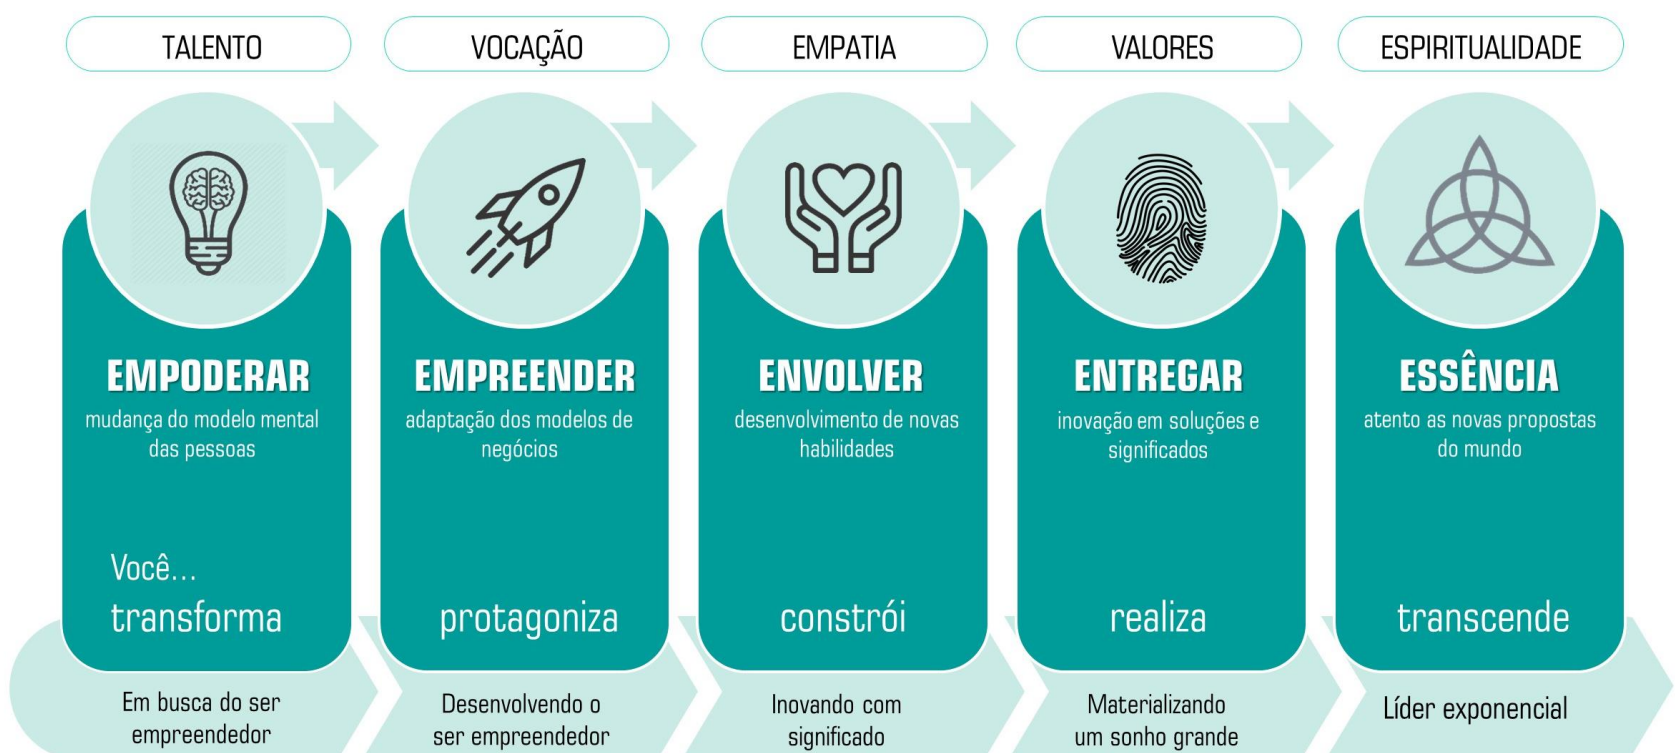 TALENTO
VOCAÇÃO
EMPATIA
VALORES
ESPIRITUALIDADE
EMPODERAR
mudança do modelo mental
das pessoas
Você...
transforma
Em busca do ser
empreendedor
EMPREENDER
adaptação dos modelos de
negócios
protagoniza
Desenvolvendo o
ser empreendedor
ENVOLVER
desenvolvimento de novas
habilidades
constrói
Inovando com
significado
ENTREGAR
inovação em soluções e
significados
realiza
Materializando
um sonho grande
ESSÊNCIA
atento as novas propostas
do mundo
transcende
Líder exponencial